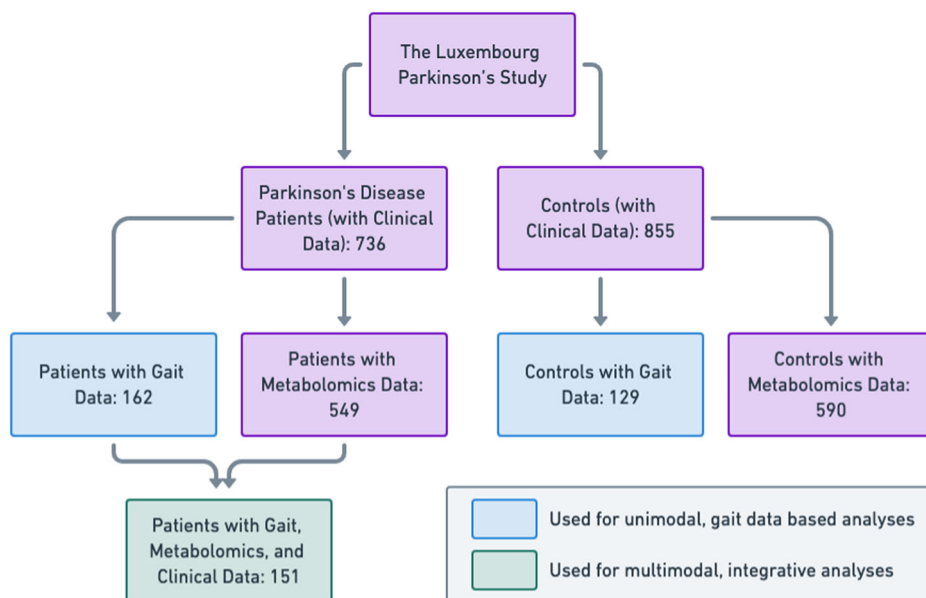 The Luxembourg
Parkinson's Study
Parkinson's Disease
Patients (with Clinical
Data): 736
Controls (with
Clinical Data): 855
Patients with Gait
Data: 162
Patients with
Metabolomics Data:
549
Controls with Gait
Data: 129
Controls with
Metabolomics Data:
590
Patients with Gait,
Metabolomics, and
Clinical Data: 151
Used for unimodal, gait data based analyses
Used for multimodal, integrative analyses